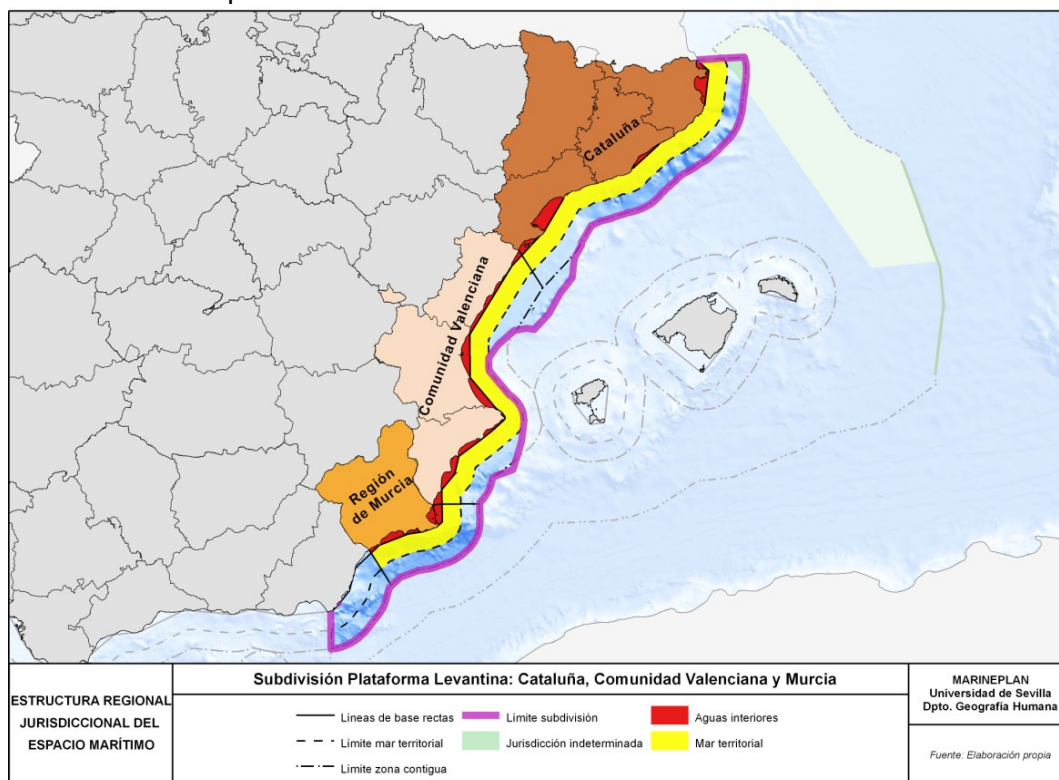 Cataluña
Comunidad Valenciana
Región
de Murcia
ESTRUCTURA REGIONAL
JURISDICCIONAL DEL
ESPACIO MARÍTIMO
Subdivisión Plataforma Levantina: Cataluña, Comunidad Valenciana y Murcia
Líneas de base rectas
Límite subdivisión
Aguas interiores
Límite mar territorial
Jurisdicción indeterminada
Mar territorial
Límite zona contigua
MARINEPLAN
Universidad de Sevilla
Dpto. Geografía Humana
Fuente: Elaboración propia